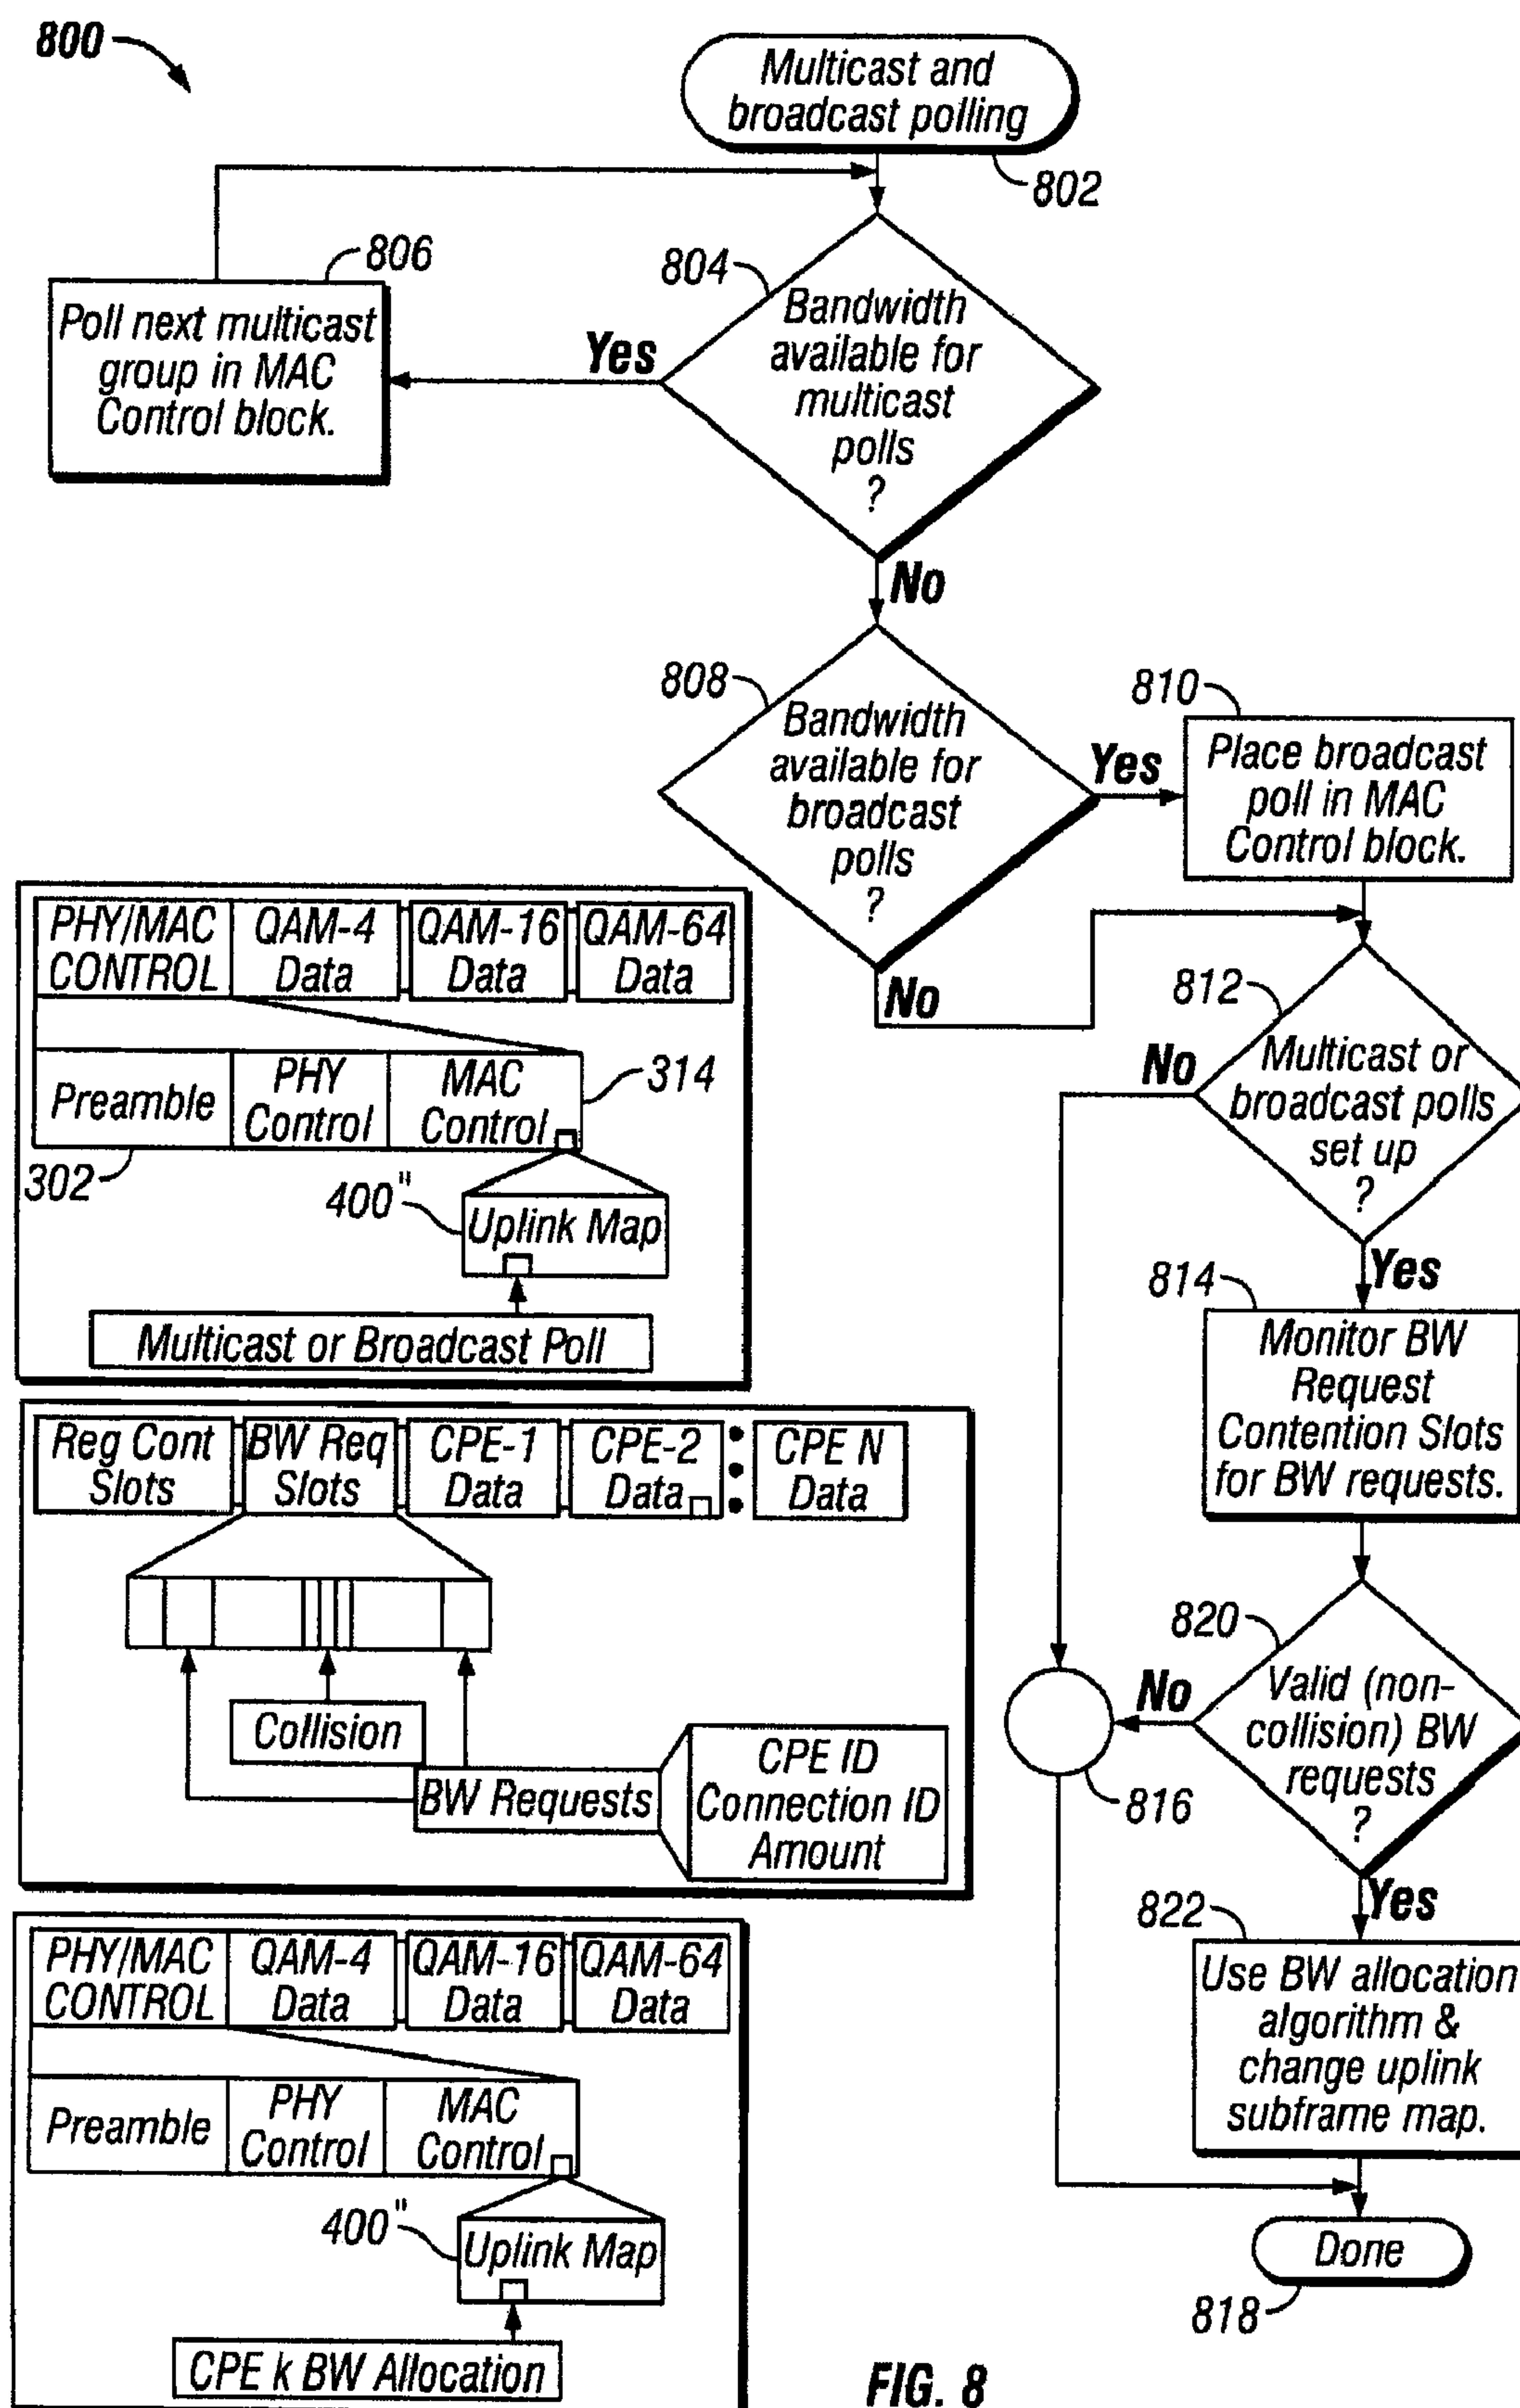 800
Multicast and
broadcast polling
802
806
Poll next multicast
group in MAC
Control block.
804
Bandwidth
available for
multicast
polls
?
Yes
No
808
Bandwidth
available for
broadcast
polls
?
Yes
No
810
Place broadcast
poll in MAC
Control block.
812
Multicast or
broadcast polls
set up
?
No
Yes
814
Monitor BW
Request
Contention Slots
for BW requests.
820
Valid (non-
collision) BW
requests
?
No
816
Yes
822
Use BW allocation
algorithm &
change uplink
subframe map.
Done
818
PHY/MAC
CONTROL
QAM-4
Data
QAM-16
Data
QAM-64
Data
Preamble
PHY
Control
MAC
Control
314
302
400"
Uplink Map
Multicast or Broadcast Poll
Reg Cont
Slots
BW Req
Slots
CPE-1
Data
CPE-2
Data
CPE N
Data
Collision
BW Requests
CPE ID
Connection ID
Amount
PHY/MAC
CONTROL
QAM-4
Data
QAM-16
Data
QAM-64
Data
Preamble
PHY
Control
MAC
Control
400"
Uplink Map
CPE k BW Allocation
FIG. 8